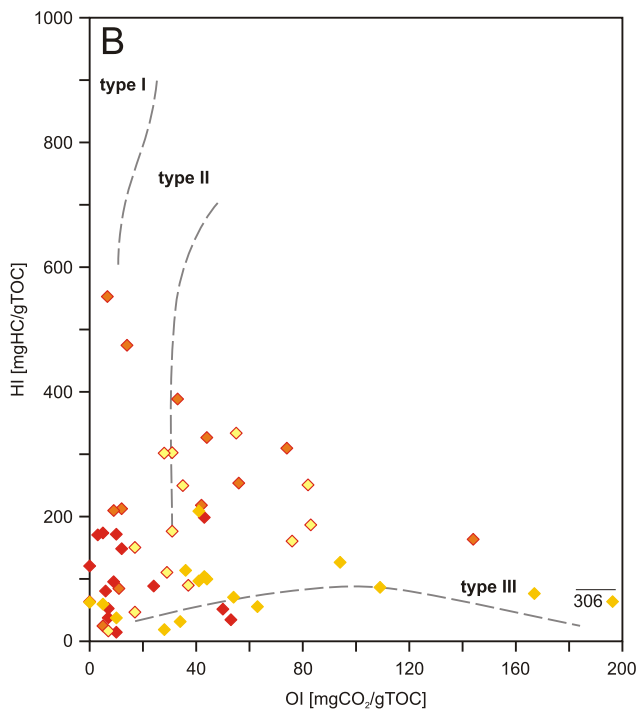 B
1000
800
600
400
200
0
HI [mgHC/gTOC]
type I
type II
type III
306
0 40 80 120 160 200
OI [mgCO₂/gTOC]